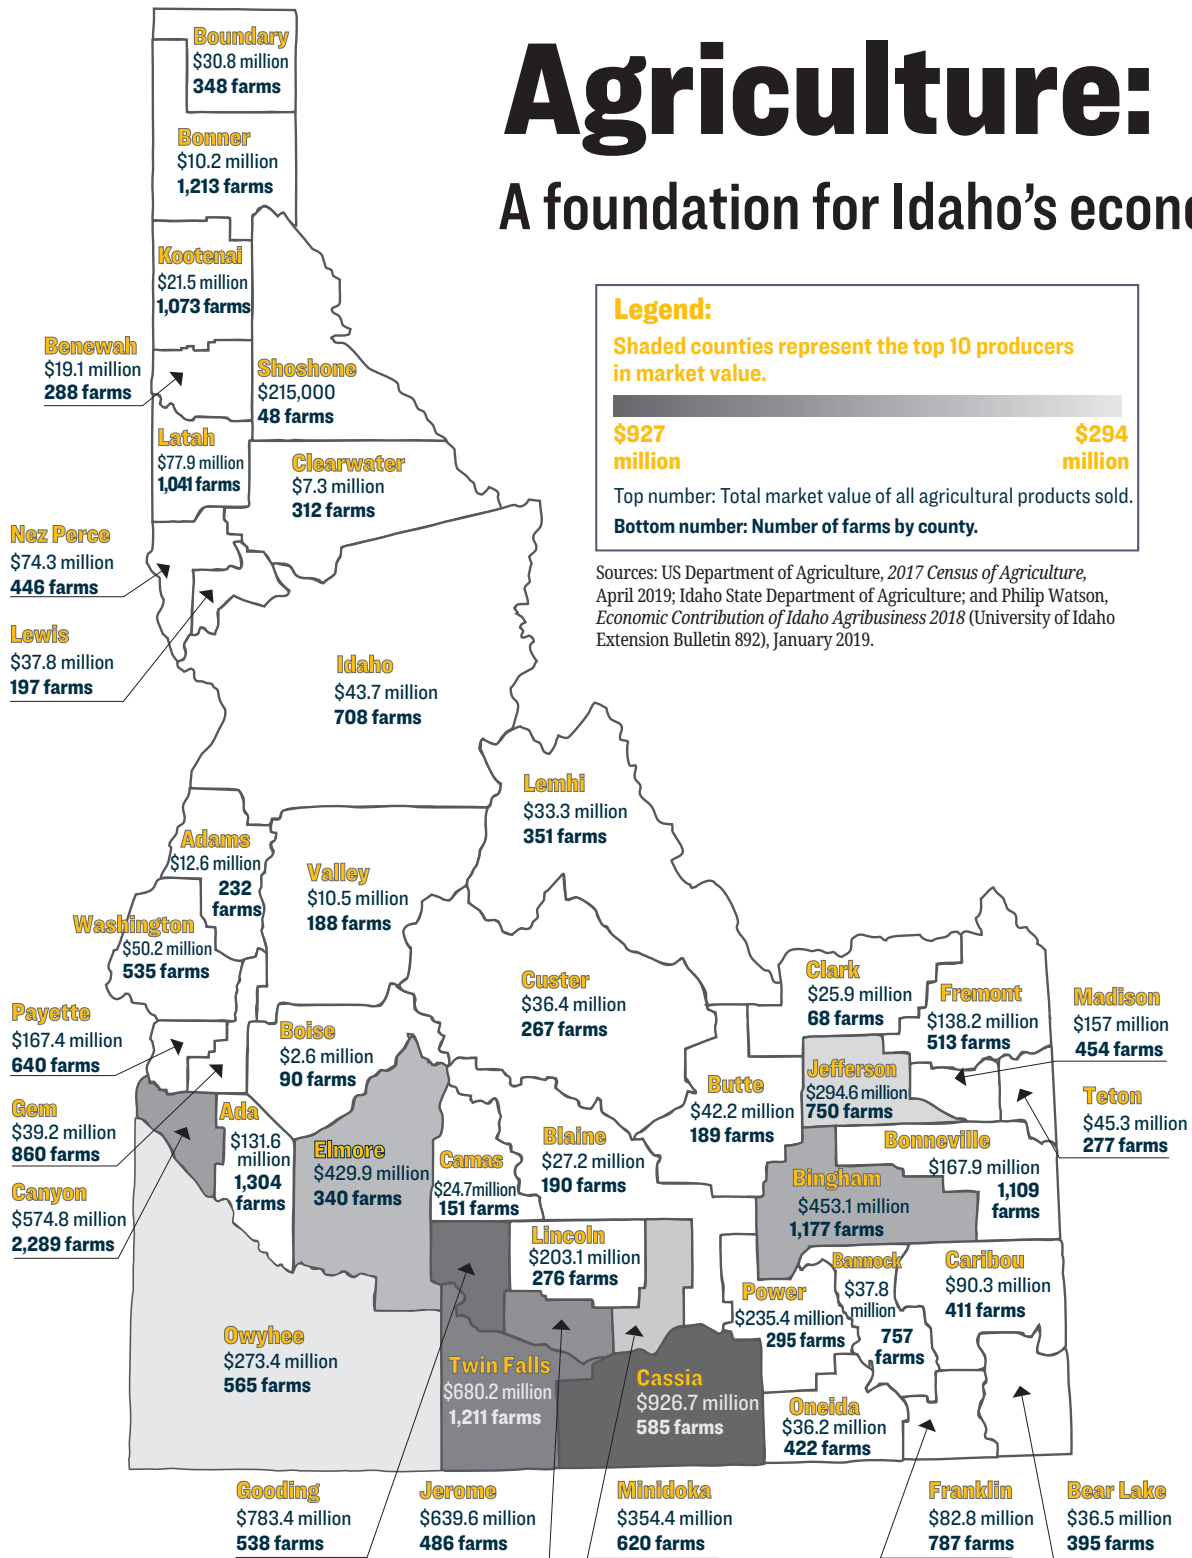 Agriculture:
A foundation for Idaho's econo
Legend:
Shaded counties represent the top 10 producers
in market value.
$927
million
$294
million
Top number: Total market value of all agricultural products sold.
Bottom number: Number of farms by county.
Sources: US Department of Agriculture, 2017 Census of Agriculture,
April 2019; Idaho State Department of Agriculture; and Philip Watson,
Economic Contribution of Idaho Agribusiness 2018 (University of Idaho
Extension Bulletin 892), January 2019.
Boundary
$30.8 million
348 farms
Bonner
$10.2 million
1,213 farms
Kootenai
$21.5 million
1,073 farms
Benewah
$19.1 million
288 farms
Shoshone
$215,000
48 farms
Latah
$77.9 million
1,041 farms
Clearwater
$7.3 million
312 farms
Nez Perce
$74.3 million
446 farms
Lewis
$37.8 million
197 farms
Idaho
$43.7 million
708 farms
Lemhi
$33.3 million
351 farms
Adams
$12.6 million
232
farms
Valley
$10.5 million
188 farms
Washington
$50.2 million
535 farms
Custer
$36.4 million
267 farms
Clark
$25.9 million
68 farms
Fremont
$138.2 million
513 farms
Madison
$157 million
454 farms
Payette
$167.4 million
640 farms
Boise
$2.6 million
90 farms
Jefferson
$294.6 million
750 farms
Butte
$42.2 million
189 farms
Teton
$45.3 million
277 farms
Gem
$39.2 million
860 farms
Ada
$131.6
million
1,304
farms
Elmore
$429.9 million
340 farms
Camas
$24.7million
151 farms
Blaine
$27.2 million
190 farms
Bonneville
$167.9 million
1,109
farms
Bingham
$453.1 million
1,177 farms
Canyon
$574.8 million
2,289 farms
Lincoln
$203.1 million
276 farms
Bannock
$37.8
million
757
farms
Caribou
$90.3 million
411 farms
Power
$235.4 million
295 farms
Owyhee
$273.4 million
565 farms
Twin Falls
$680.2 million
1,211 farms
Cassia
$926.7 million
585 farms
Oneida
$36.2 million
422 farms
Gooding
$783.4 million
538 farms
Jerome
$639.6 million
486 farms
Minidoka
$354.4 million
620 farms
Franklin
$82.8 million
787 farms
Bear Lake
$36.5 million
395 farms